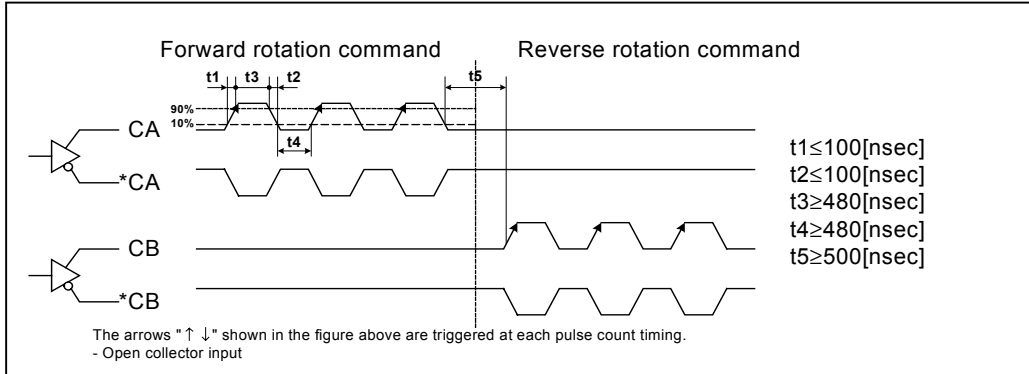 Forward rotation command
Reverse rotation command
t1 t3 t2
t5
90%
10%
CA
t4
*CA
CB
*CB
t1≤100[nsec]
t2≤100[nsec]
t3≥480[nsec]
t4≥480[nsec]
t5≥500[nsec]
The arrows "↑ ↓" shown in the figure above are triggered at each pulse count timing.
- Open collector input